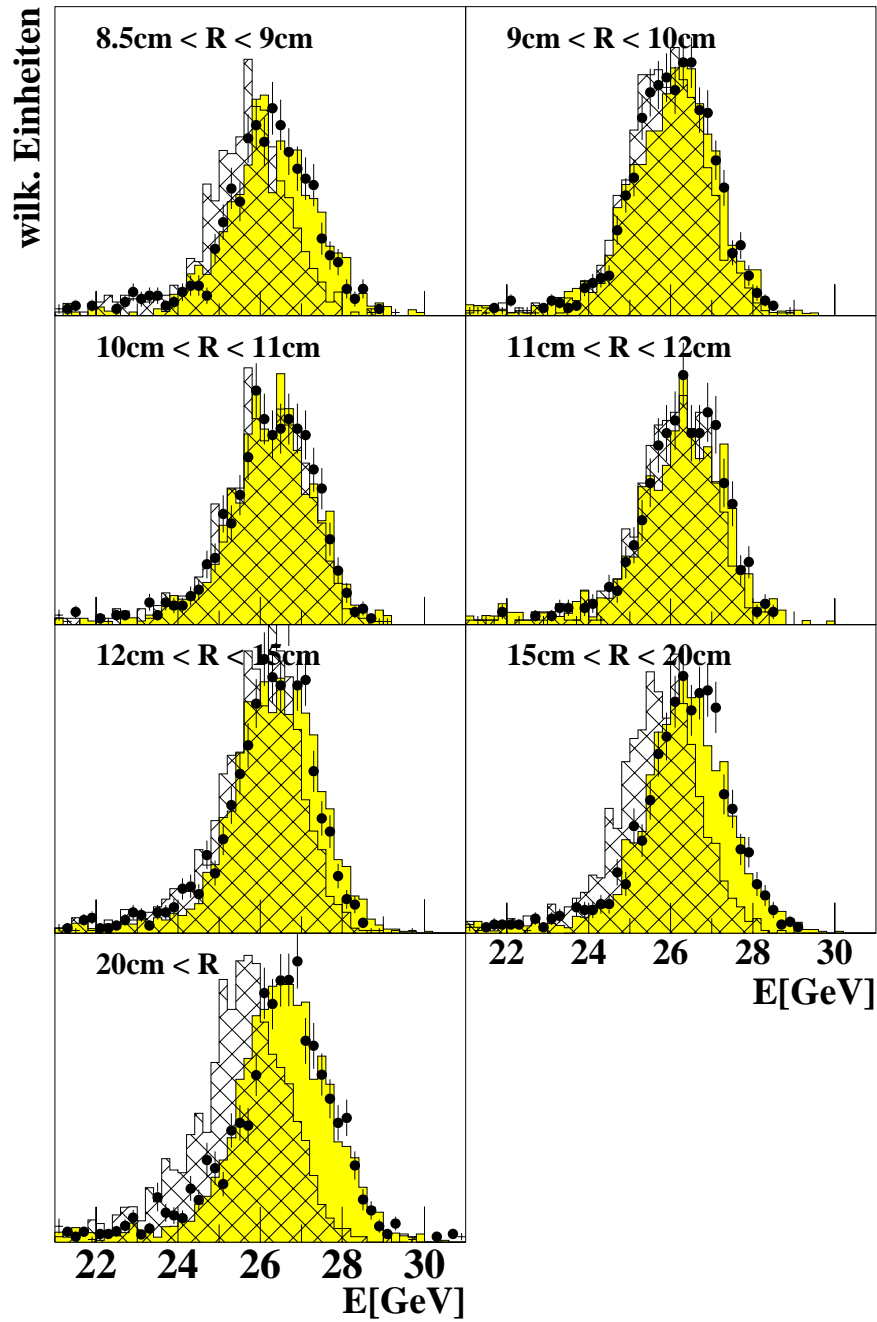 wilk. Einheiten
8.5cm < R < 9cm
9cm < R < 10cm
10cm < R < 11cm
11cm < R < 12cm
12cm < R < 15cm
15cm < R < 20cm
22 24 26 28 30
E[GeV]
20cm < R
22 24 26 28 30
E[GeV]